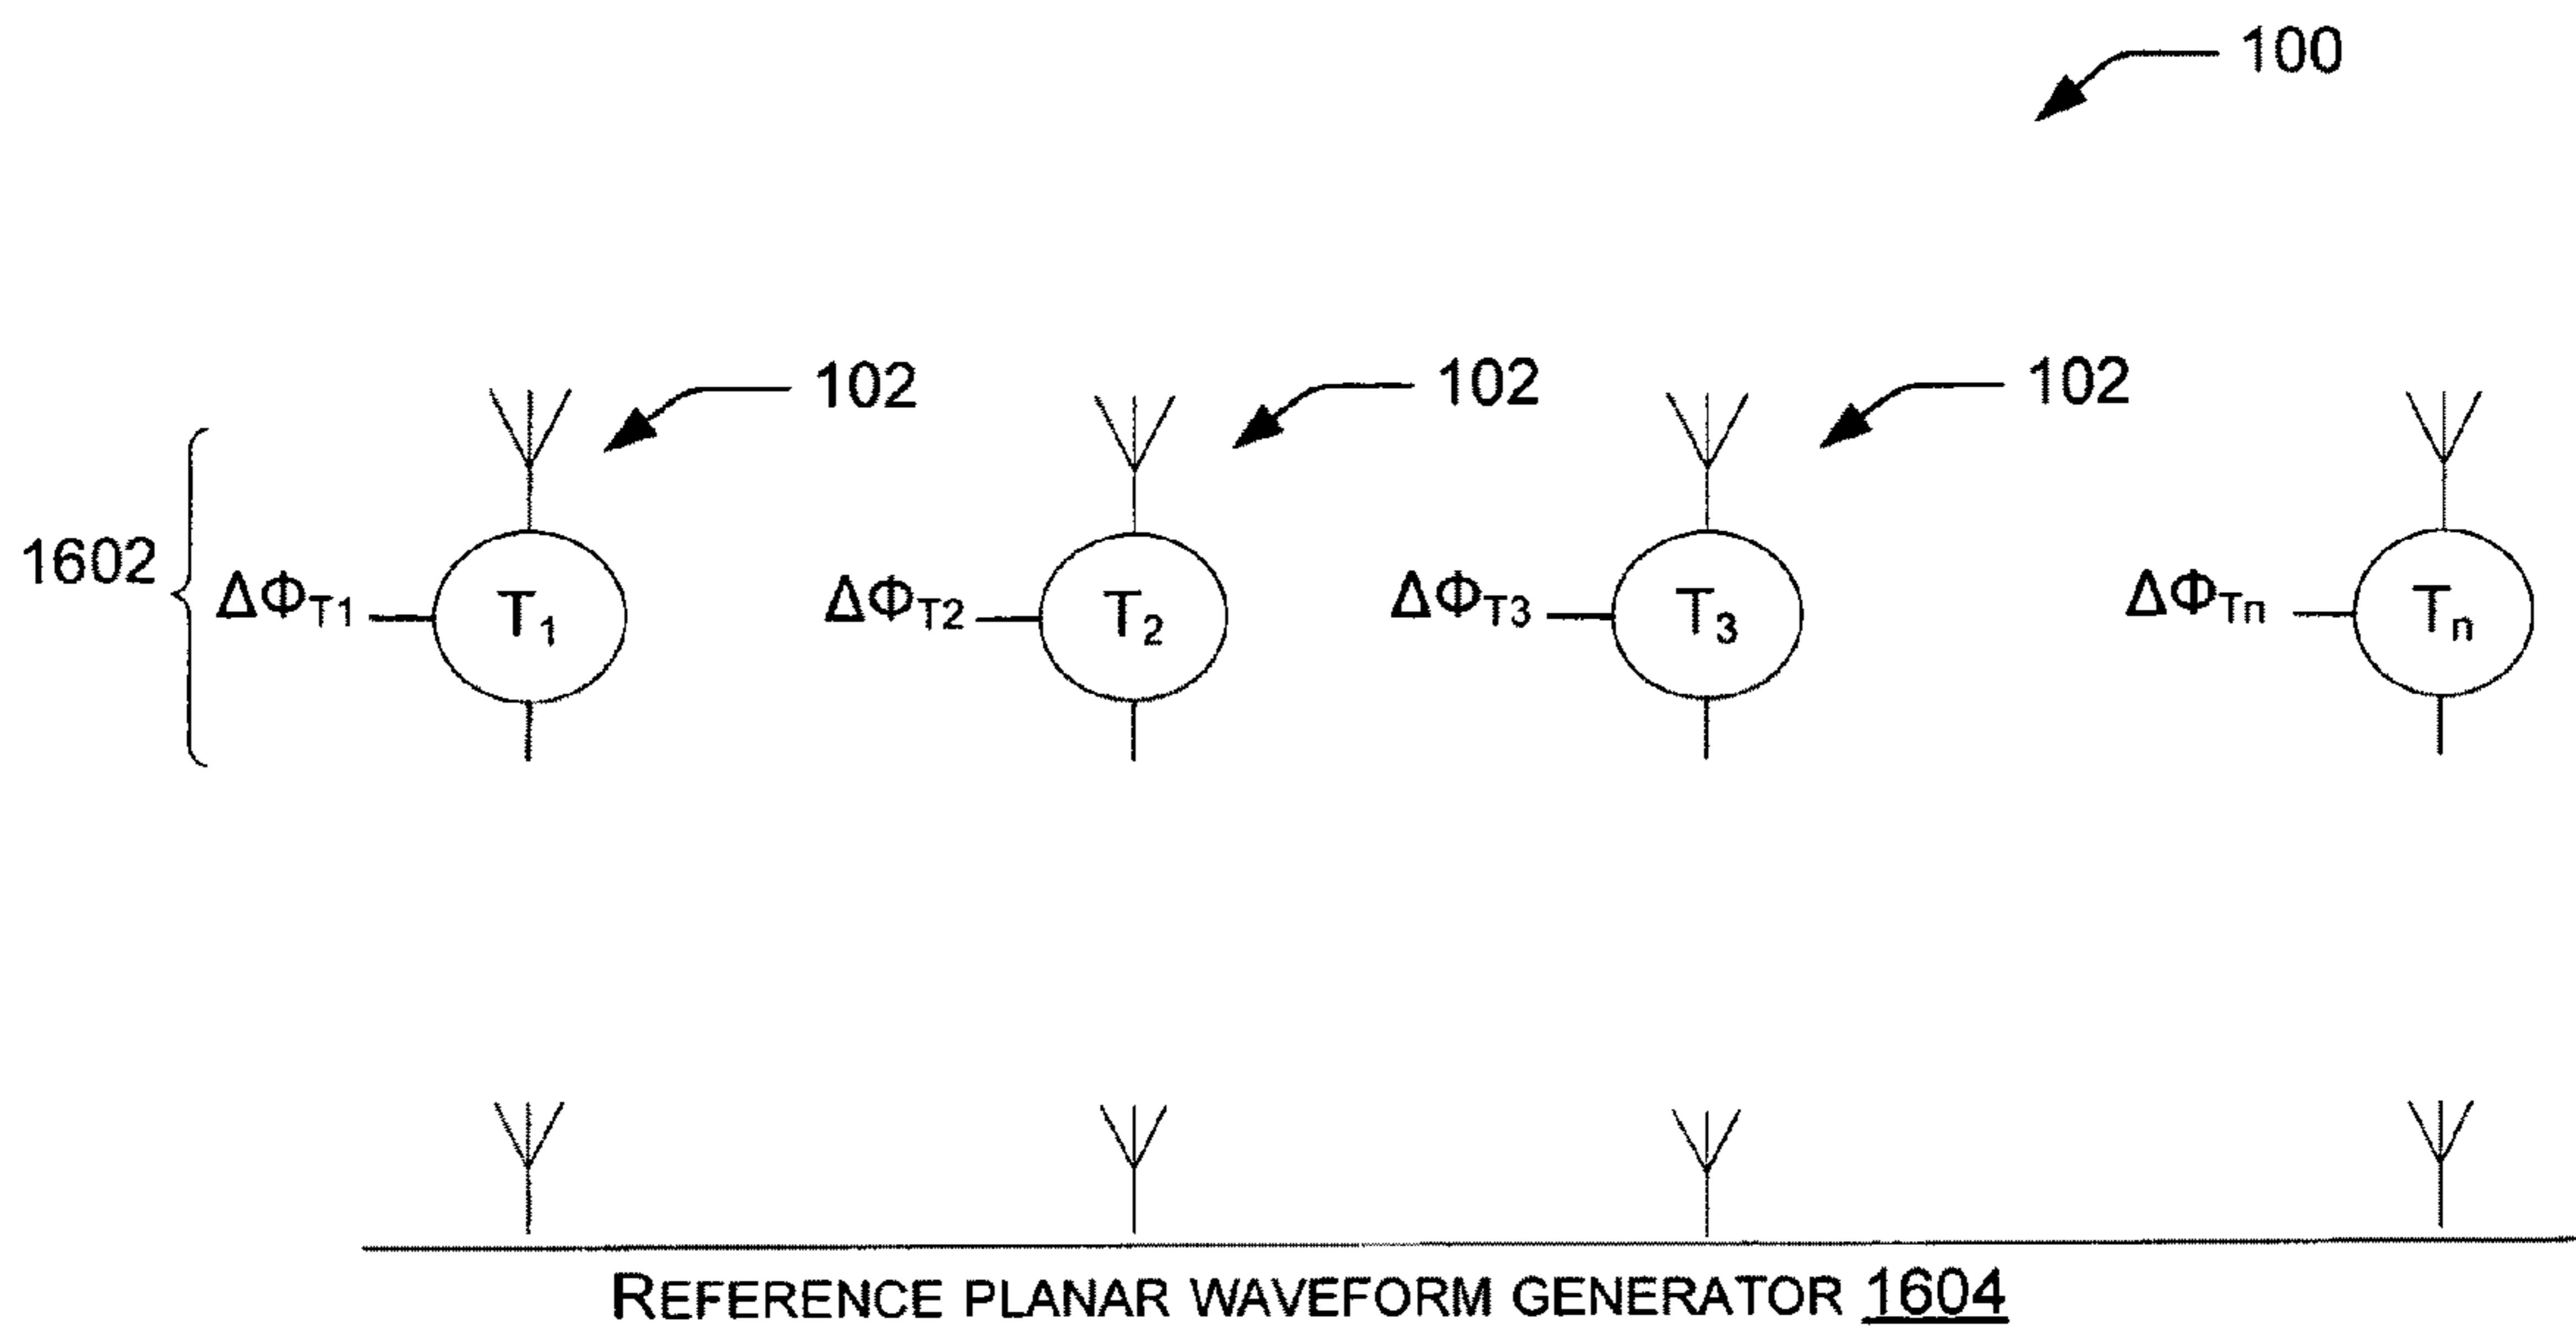 100
102 102 102
1602
ΔΦT1 T1 ΔΦT2 T2 ΔΦT3 T3 ΔΦTn Tn
REFERENCE PLANAR WAVEFORM GENERATOR 1604